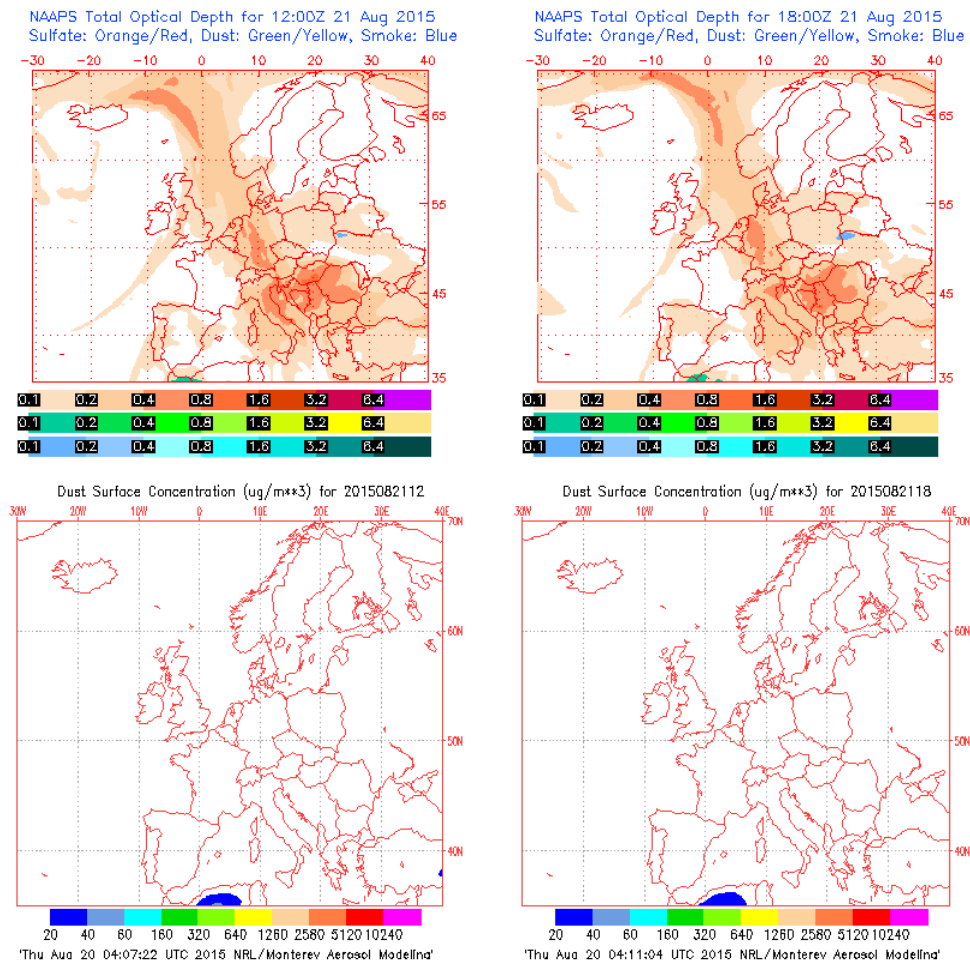 NAAPS Total Optical Depth for 12:00Z 21 Aug 2015
Sulfate: Orange/Red, Dust: Green/Yellow, Smoke: Blue
-30 -10 0 10 20 30 40
65
55
45
35
0.1 0.2 0.4 0.8 1.6 3.2 6.4
0.1 0.2 0.4 0.8 1.6 3.2 6.4
0.1 0.2 0.4 0.8 1.6 3.2 6.4
NAAPS Total Optical Depth for 18:00Z 21 Aug 2015
Sulfate: Orange/Red, Dust: Green/Yellow, Smoke: Blue
-30 -10 0 10 20 30 40
65
55
45
35
0.1 0.2 0.4 0.8 1.6 3.2 6.4
0.1 0.2 0.4 0.8 1.6 3.2 6.4
0.1 0.2 0.4 0.8 1.6 3.2 6.4
Dust Surface Concentration (ug/m**3) for 2015082112
30W 20W 10W 0 10E 20E 30E 40E
70N
60N
50N
40N
20 40 60 160 320 640 1260 2580 5120 10240
'Thu Aug 20 04:07:22 UTC 2015 NRL/Monterey Aerosol Modeling'
Dust Surface Concentration (ug/m**3) for 2015082118
30W 20W 10W 0 10E 20E 30E 40E
70N
60N
50N
40N
20 40 60 160 320 640 1260 2580 5120 10240
'Thu Aug 20 04:11:04 UTC 2015 NRL/Monterey Aerosol Modeling'